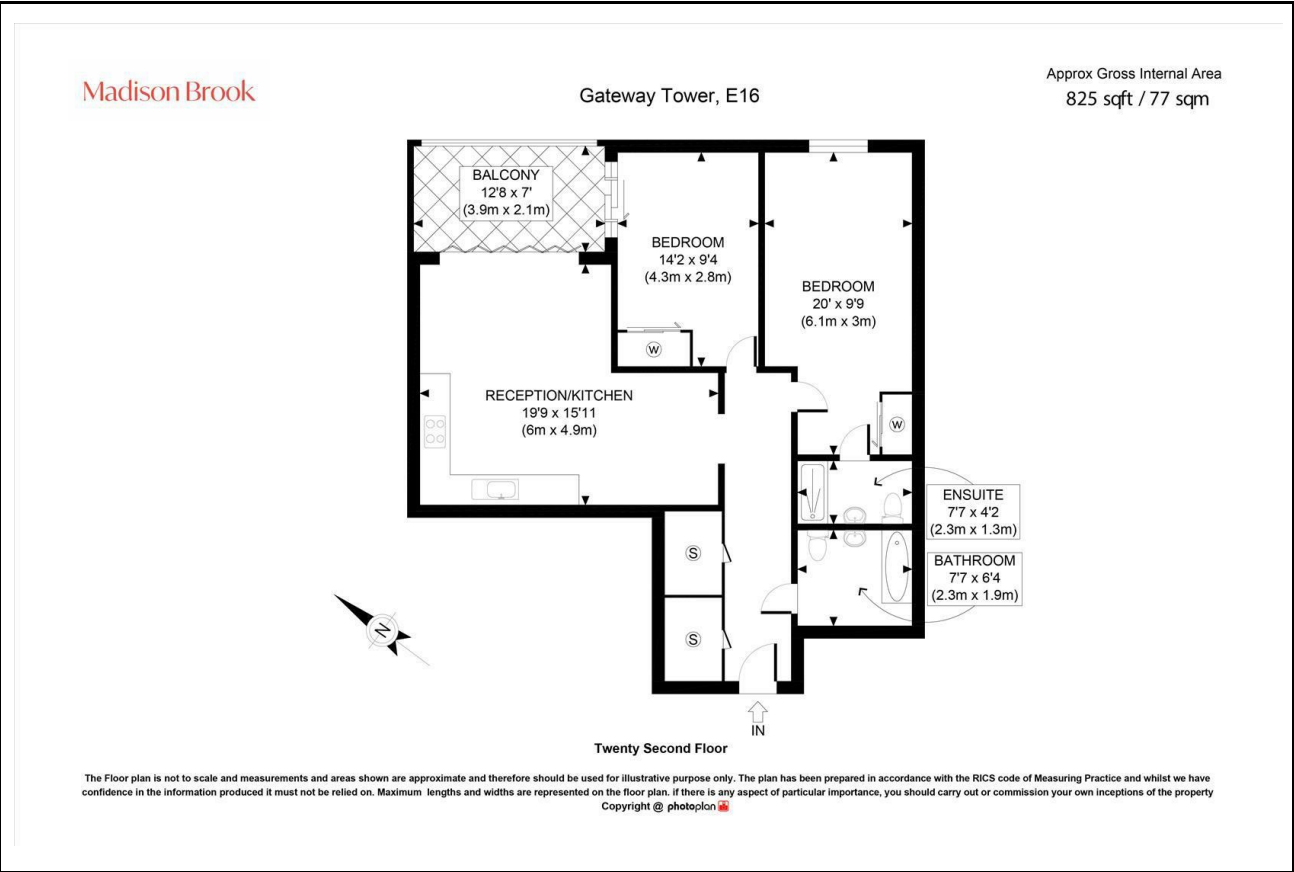 Madison Brook
Gateway Tower, E16
Approx Gross Internal Area
825 sqft / 77 sqm
BALCONY
12'8 x 7'
(3.9m x 2.1m)
BEDROOM
14'2 x 9'4
(4.3m x 2.8m)
BEDROOM
20' x 9'9
(6.1m x 3m)
W
RECEPTION/KITCHEN
19'9 x 15'11
(6m x 4.9m)
W
ENSUITE
7'7 x 4'2
(2.3m x 1.3m)
S
BATHROOM
7'7 x 6'4
(2.3m x 1.9m)
S
N
IN
Twenty Second Floor
The Floor plan is not to scale and measurements and areas shown are approximate and therefore should be used for illustrative purpose only. The plan has been prepared in accordance with the RICS code of Measuring Practice and whilst we have
confidence in the information produced it must not be relied on. Maximum lengths and widths are represented on the floor plan. if there is any aspect of particular importance, you should carry out or commission your own inceptions of the property
Copyright @ photoplan